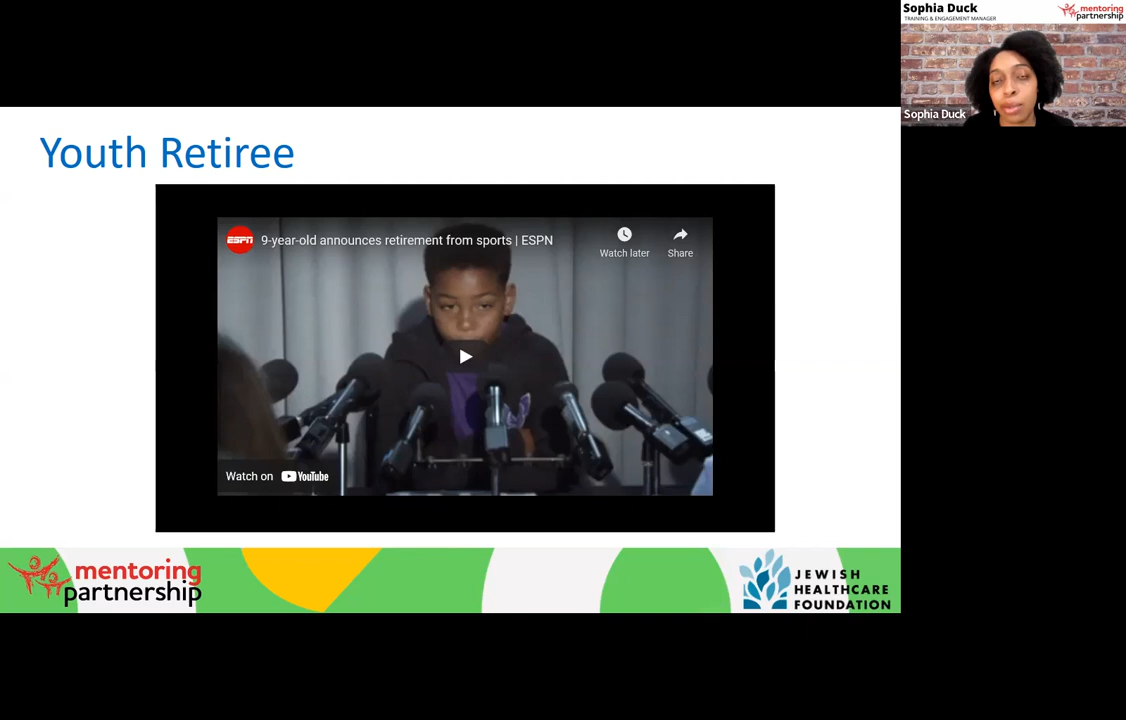 Sophia Duck
TRAINING & ENGAGEMENT MANAGER
mentoring
partnership
Sophia Duck
Youth Retiree
ESPN
9-year-old announces retirement from sports | ESPN
Watch later
Share
Watch on YouTube
mentoring
partnership
JEWISH
HEALTHCARE
FOUNDATION